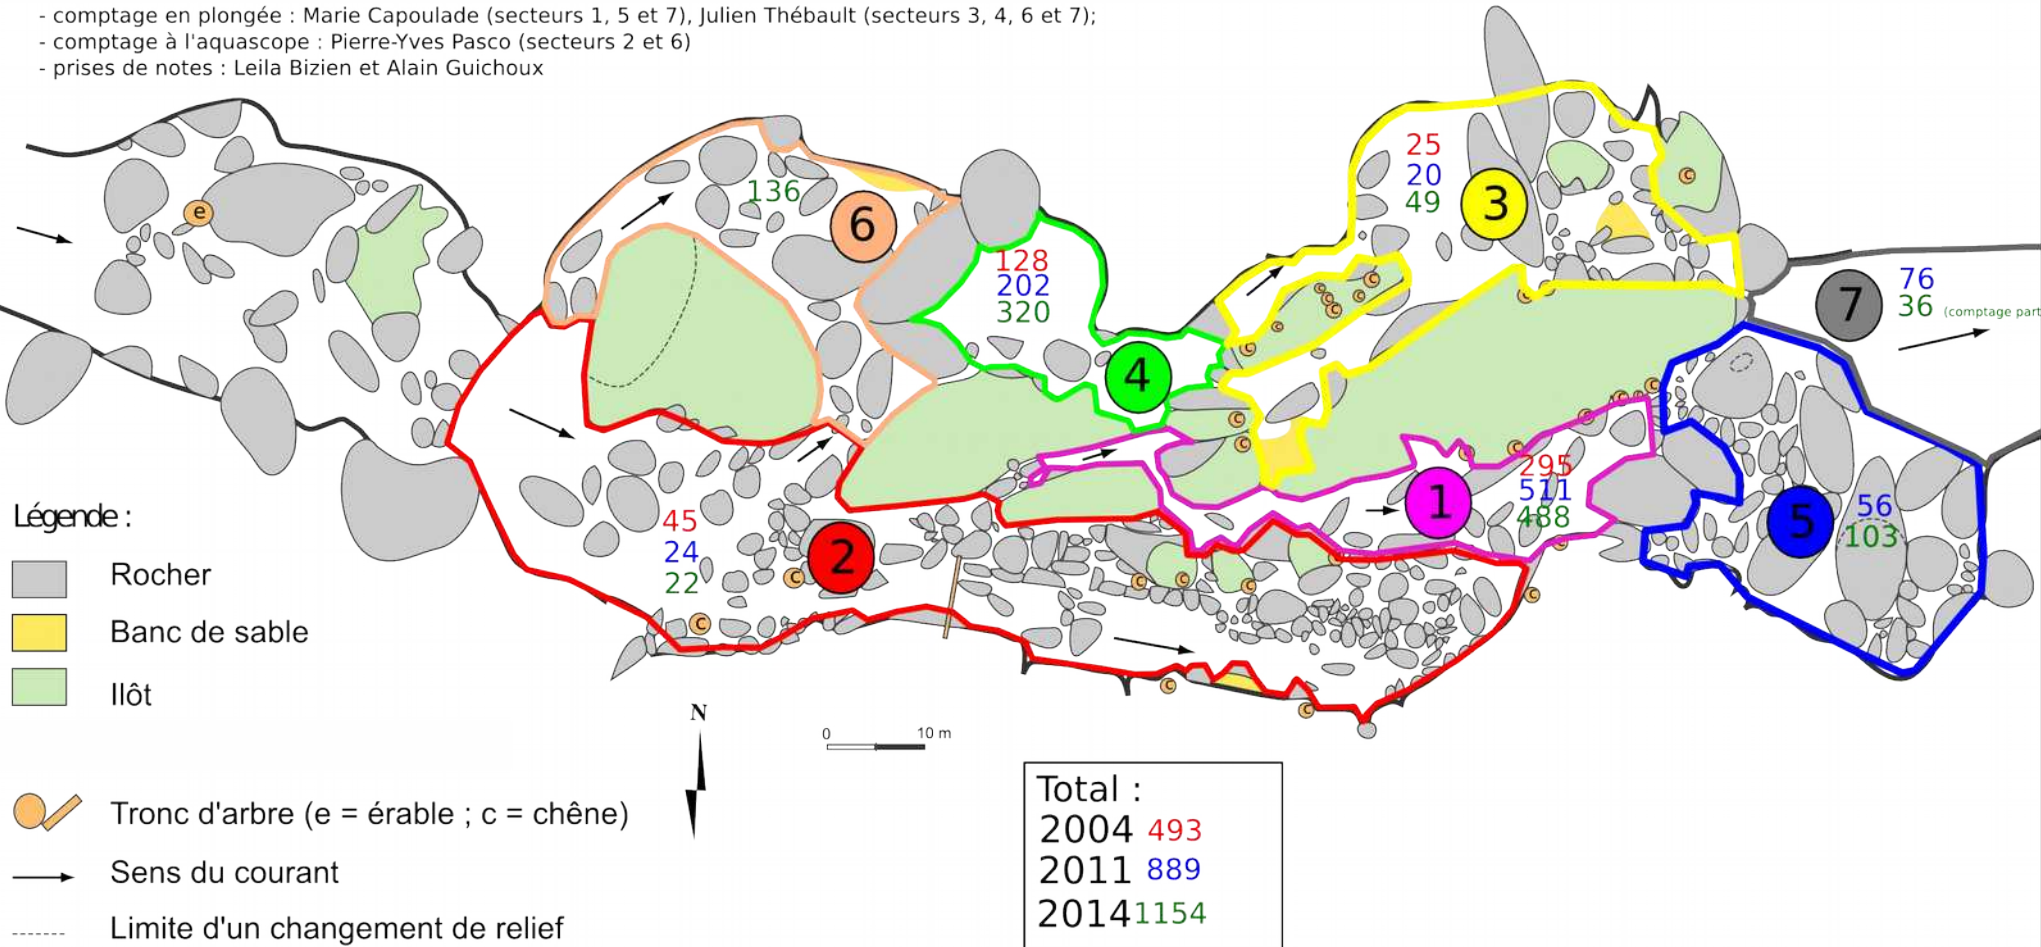 - comptage en plongée : Marie Capoulade (secteurs 1, 5 et 7), Julien Thébault (secteurs 3, 4, 6 et 7);
- comptage à l'aquascope : Pierre-Yves Pasco (secteurs 2 et 6)
- prises de notes : Leila Bizien et Alain Guichoux
e
136
6
128
202
320
4
25
20
49
3
c
c
c
c
c
c
c
c
7
76
36 (comptage part
c
c
c
c
c
c
c
c
c
c
1
295
511
488
5
56
103
45
24
22
2
c
c
c
c
c
c
c
c
c
c
Légende :
Rocher
Banc de sable
Ilôt
Tronc d'arbre (e = érable ; c = chêne)
Sens du courant
Limite d'un changement de relief
N
0 10 m
Total :
2004 493
2011 889
2014 1154